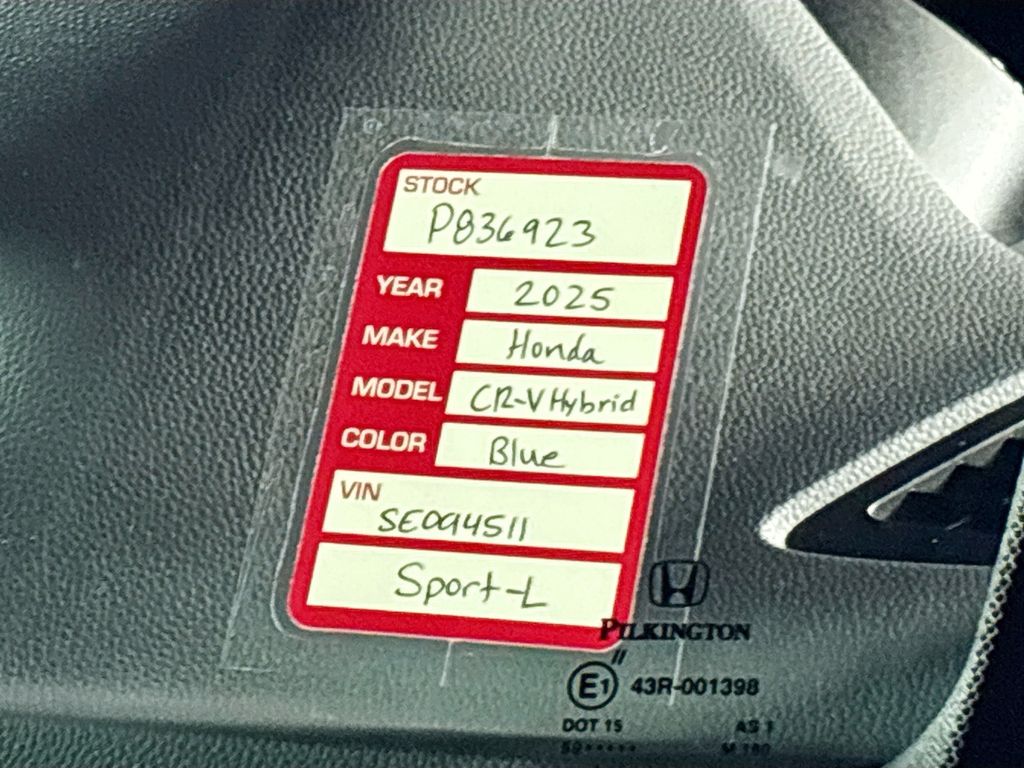 STOCK
P836923
YEAR 2025
MAKE Honda
MODEL CR-V Hybrid
COLOR Blue
VIN
SE094511
Sport-L
PILKINGTON
E1 43R-001398
DOT 15 AS 1